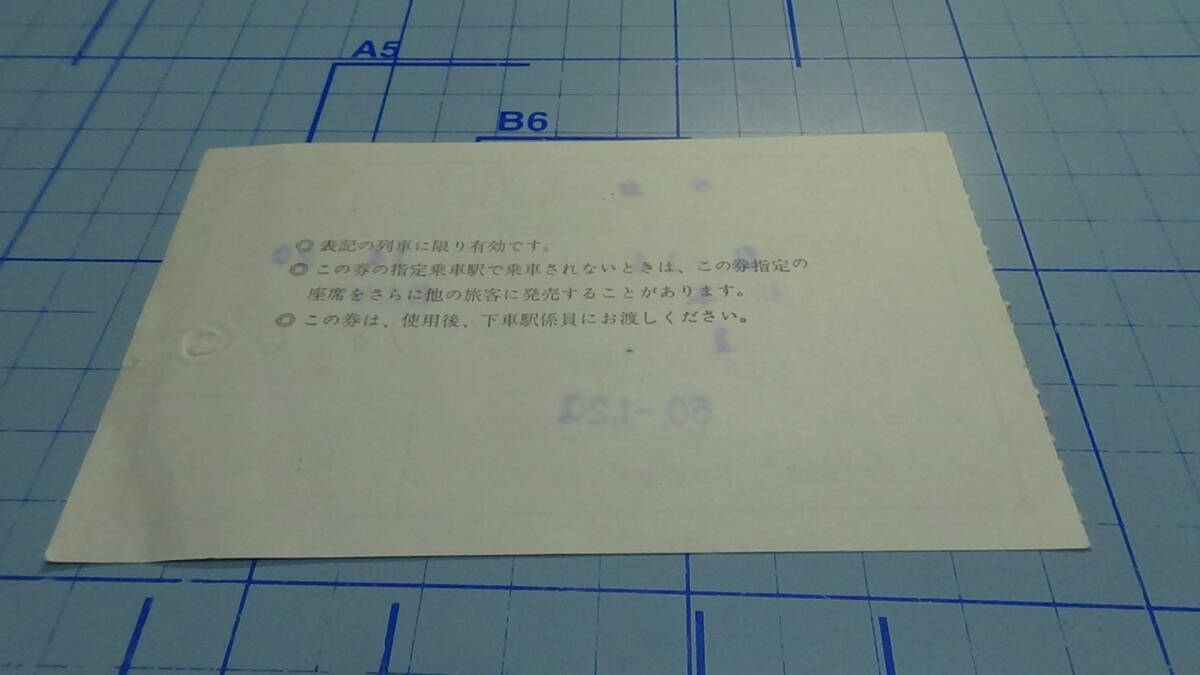 A5
B6
◎ 表記の列車に限り有効です。
◎ この券の指定乗車駅で乗車されないときは、この券指定の
座席をさらに他の旅客に発売することがあります。
◎ この券は、使用後、下車駅係員にお渡しください。